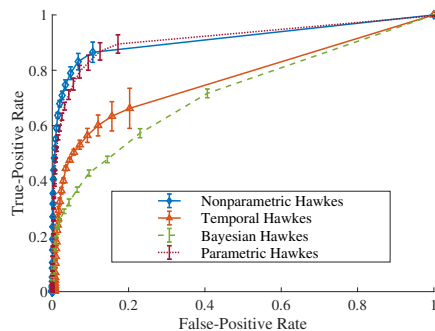 1
0.8
0.6
0.4
0.2
0
True-Positive Rate
Nonparametric Hawkes
Temporal Hawkes
Bayesian Hawkes
Parametric Hawkes
0 0.2 0.4 0.6 0.8 1
False-Positive Rate